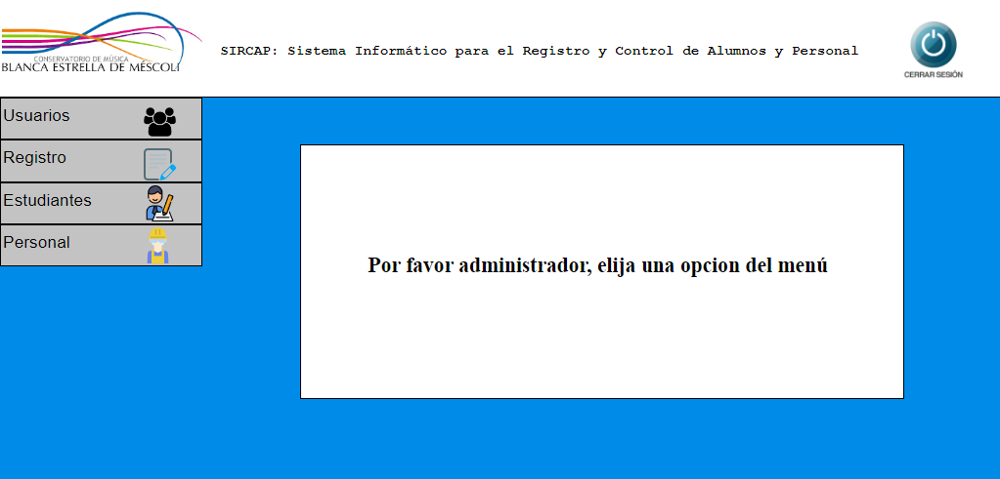 CONSERVATORIO DE MÚSICA
BLANCA ESTRELLA DE MÉSCOLI
SIRCAP: Sistema Informático para el Registro y Control de Alumnos y Personal
CERRAR SESIÓN
Usuarios
Registro
Estudiantes
Personal
Por favor administrador, elija una opcion del menú